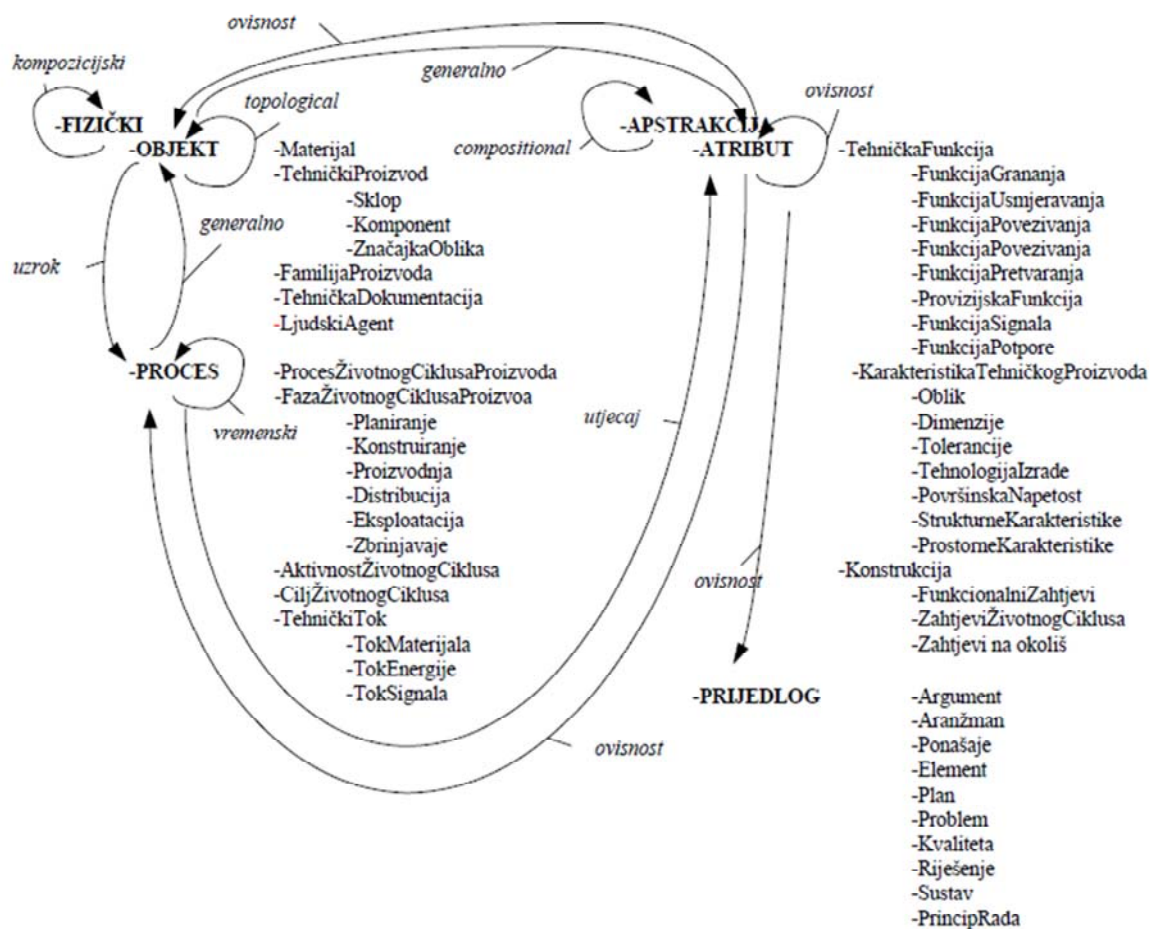 ovisnost
kompozicijski
generalno
ovisnost
topological
-FIZIČKI
-OBJEKT
compositional
-APSTRAKCIJA
-ATRIBUT
-Materijal
-TehničkiProizvod
-Sklop
-Komponent
-ZnačajkaOblika
-FamilijaProizvoda
-TehničkaDokumentacija
-LjudskiAgent
generalno
uzrok
-PROCES
vremenski
-ProcesŽivotnogCiklusaProizvoda
-FazaŽivotnogCiklusaProizvoa
-Planiranje
-Konstruiranje
-Proizvodnja
-Distribucija
-Eksploatacija
-Zbrinjavaje
-AktivnostŽivotnogCiklusa
-CiljŽivotnogCiklusa
-TehničkiTok
-TokMaterijala
-TokEnergije
-TokSignala
utjecaj
ovisnost
ovisnost
-TehničkaFunkcija
-FunkcijaGrananja
-FunkcijaUsmjeravanja
-FunkcijaPovezivanja
-FunkcijaPovezivanja
-FunkcijaPretvaranja
-ProvizijskaFunkcija
-FunkcijaSignala
-FunkcijaPotpore
-KarakteristikaTehničkogProizvoda
-Oblik
-Dimenzije
-Tolerancije
-TehnologijaIzrade
-PovršinskaNapetost
-StrukturneKarakteristike
-ProstorneKarakteristike
-Konstrukcija
-FunkcionalniZahtjevi
-ZahtjeviŽivotnogCiklusa
-Zahtjevi na okoliš
-PRIJEDLOG
-Argument
-Aranžman
-Ponašaje
-Element
-Plan
-Problem
-Kvaliteta
-Riješenje
-Sustav
-PrincipRada